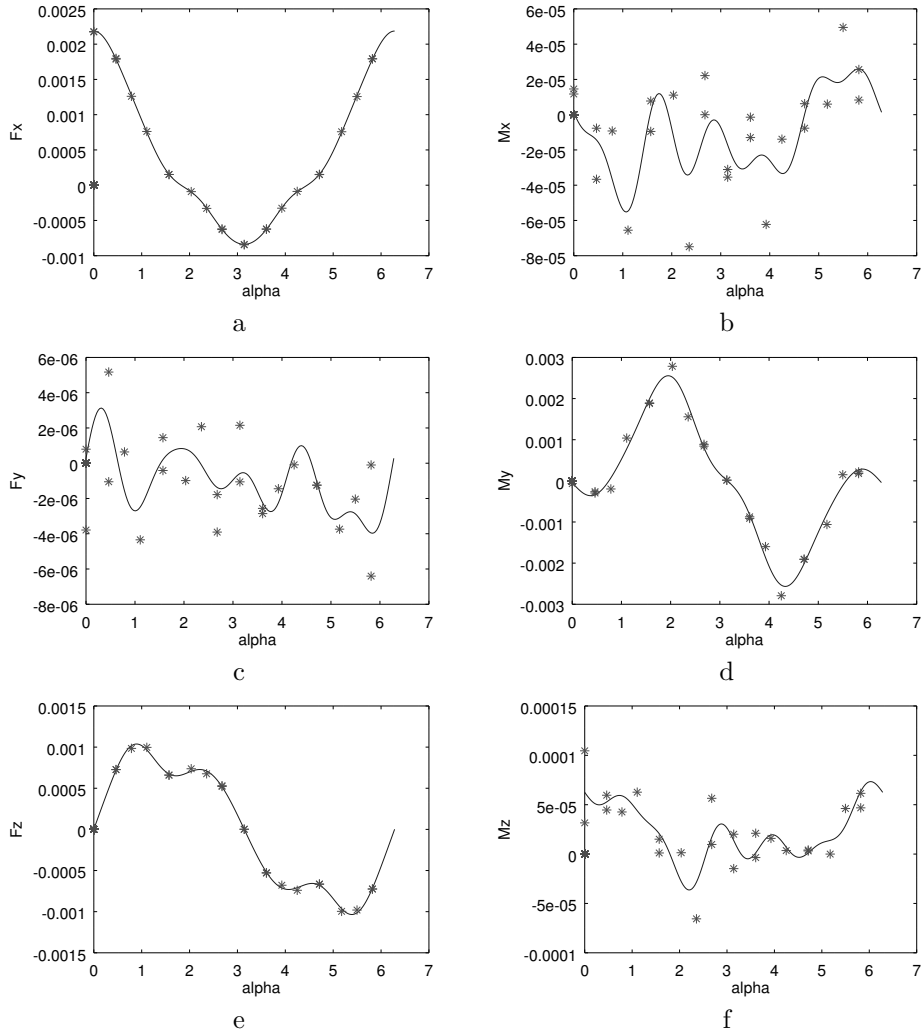 0.0025
0.002
0.0015
0.001
0.0005
0
-0.0005
-0.001
Fx
0 1 2 3 4 5 6 7
alpha
a
6e-05
4e-05
2e-05
0
-2e-05
-4e-05
-6e-05
-8e-05
Mx
0 1 2 3 4 5 6 7
alpha
b
6e-06
4e-06
2e-06
0
-2e-06
-4e-06
-6e-06
-8e-06
Fy
0 1 2 3 4 5 6 7
alpha
c
0.003
0.002
0.001
0
-0.001
-0.002
-0.003
My
0 1 2 3 4 5 6 7
alpha
d
0.0015
0.001
0.0005
0
-0.0005
-0.001
-0.0015
Fz
0 1 2 3 4 5 6 7
alpha
e
0.00015
0.0001
5e-05
0
-5e-05
-0.0001
Mz
0 1 2 3 4 5 6 7
alpha
f